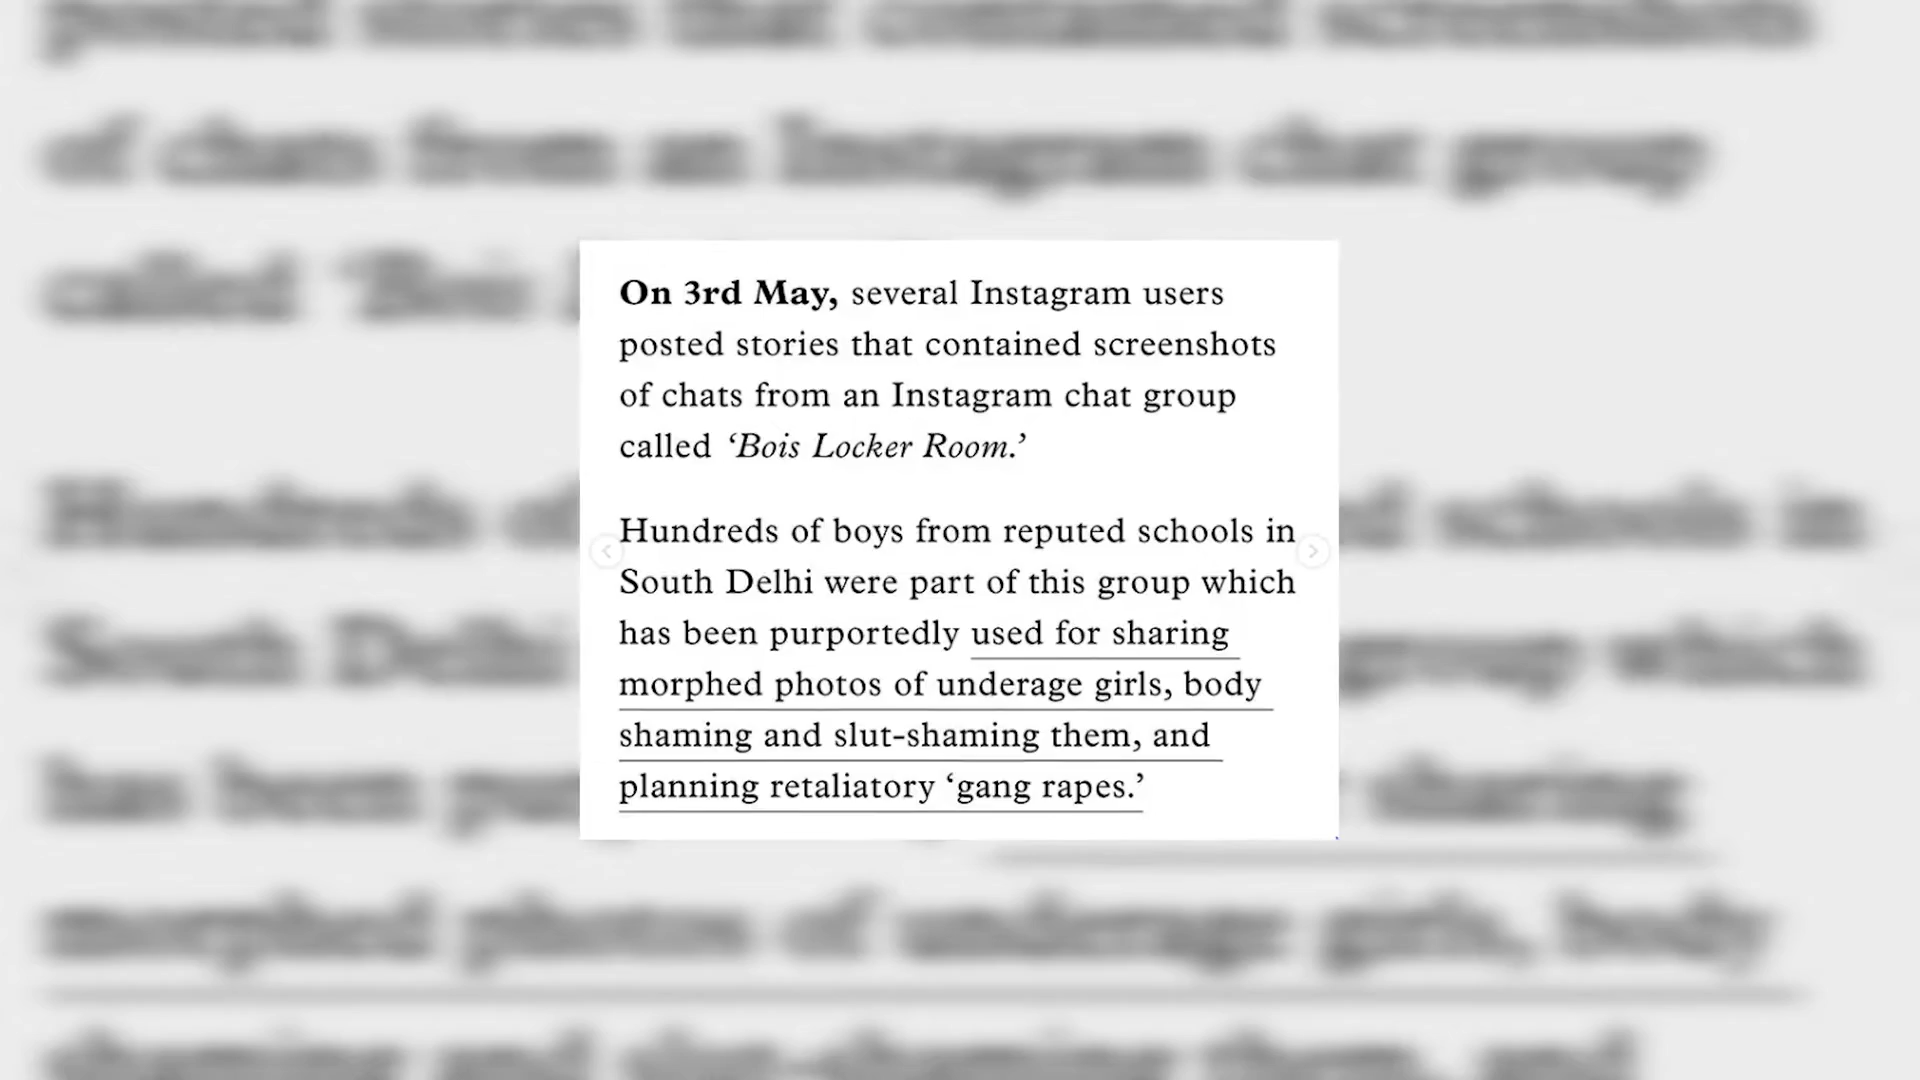 On 3rd May, several Instagram users
posted stories that contained screenshots
of chats from an Instagram chat group
called ‘Bois Locker Room.’
Hundreds of boys from reputed schools in
South Delhi were part of this group which
has been purportedly used for sharing
morphed photos of underage girls, body
shaming and slut-shaming them, and
planning retaliatory ‘gang rapes.’